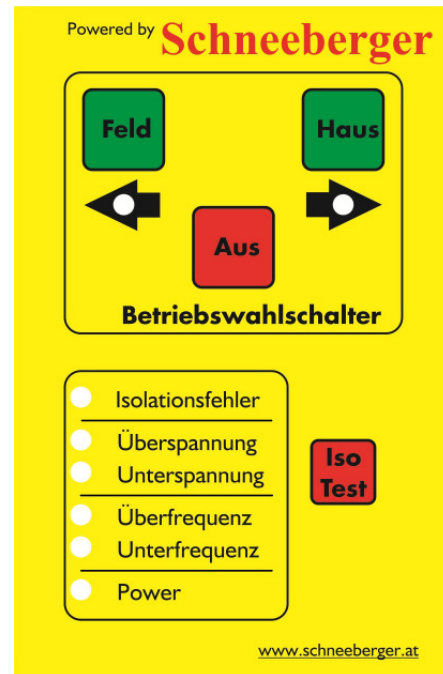 Powered by Schneeberger
Feld
Haus
Aus
Betriebswahlschalter
Isolationsfehler
Überspannung
Unterspannung
Iso
Test
Überfrequenz
Unterfrequenz
Power
www.schneeberger.at